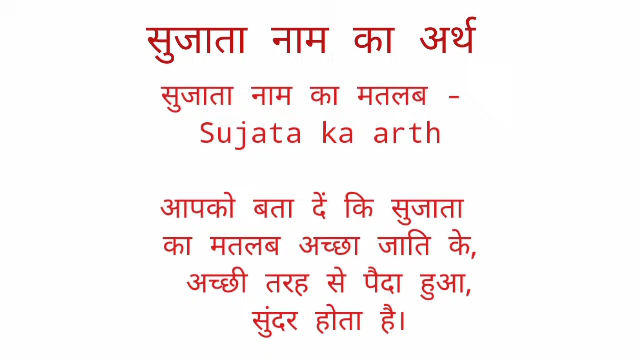 सुजाता नाम का अर्थ
सुजाता नाम का मतलब -
Sujata ka arth
आपको बता दें कि सुजाता
का मतलब अच्छा जाति के,
अच्छी तरह से पैदा हुआ,
सुंदर होता है।